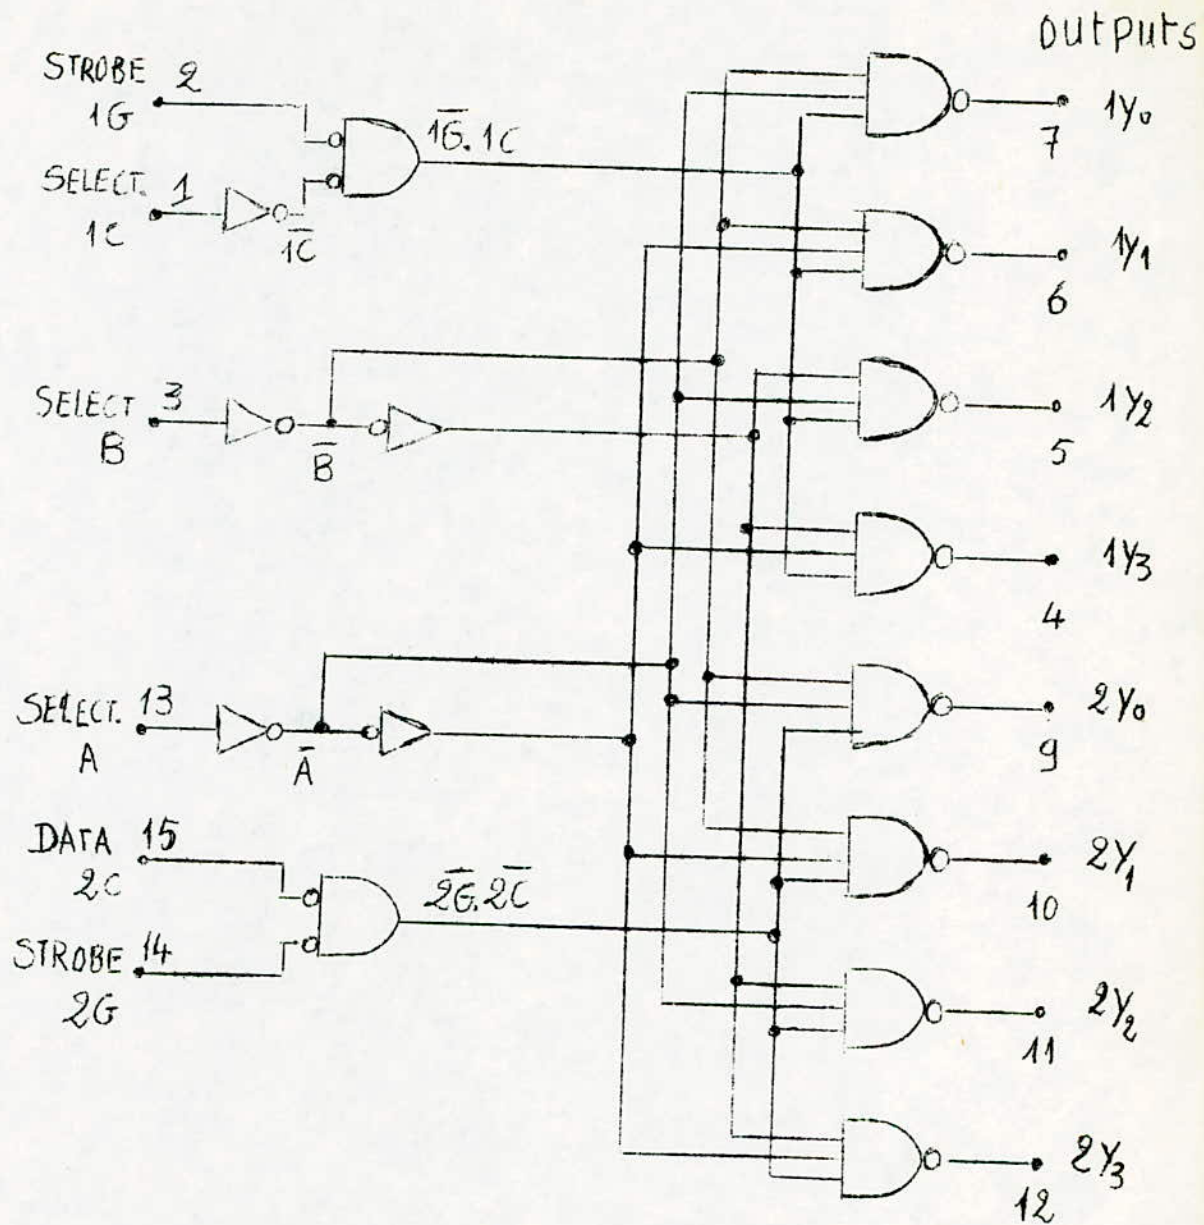 outputs
STROBE 2
1G
1Y0
7
1G̅.1C
SELECT. 1
1C
1C̅
1Y1
6
SELECT 3
B
B̅
1Y2
5
1Y3
4
SELECT. 13
A
A̅
2Y0
9
DATA 15
2C
2G̅.2C̅
2Y1
10
STROBE 14
2G
2Y2
11
2Y3
12